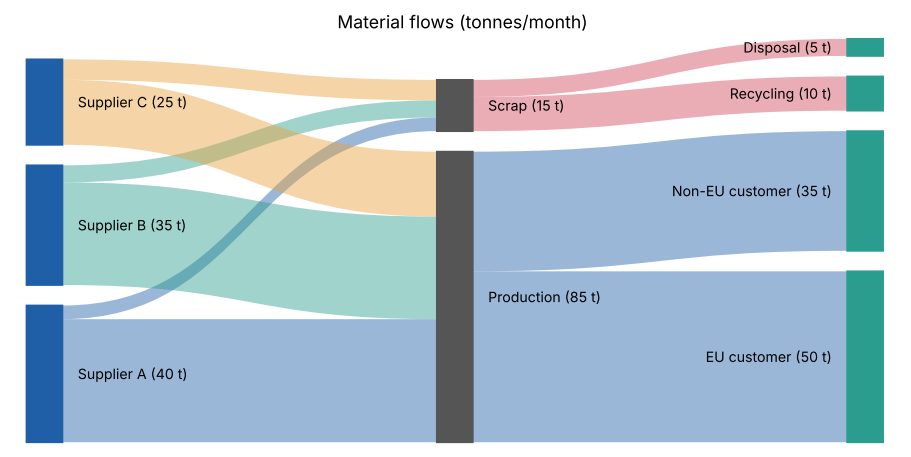 Material flows (tonnes/month)
Supplier C (25 t)
Supplier B (35 t)
Supplier A (40 t)
Scrap (15 t)
Production (85 t)
Disposal (5 t)
Recycling (10 t)
Non-EU customer (35 t)
EU customer (50 t)